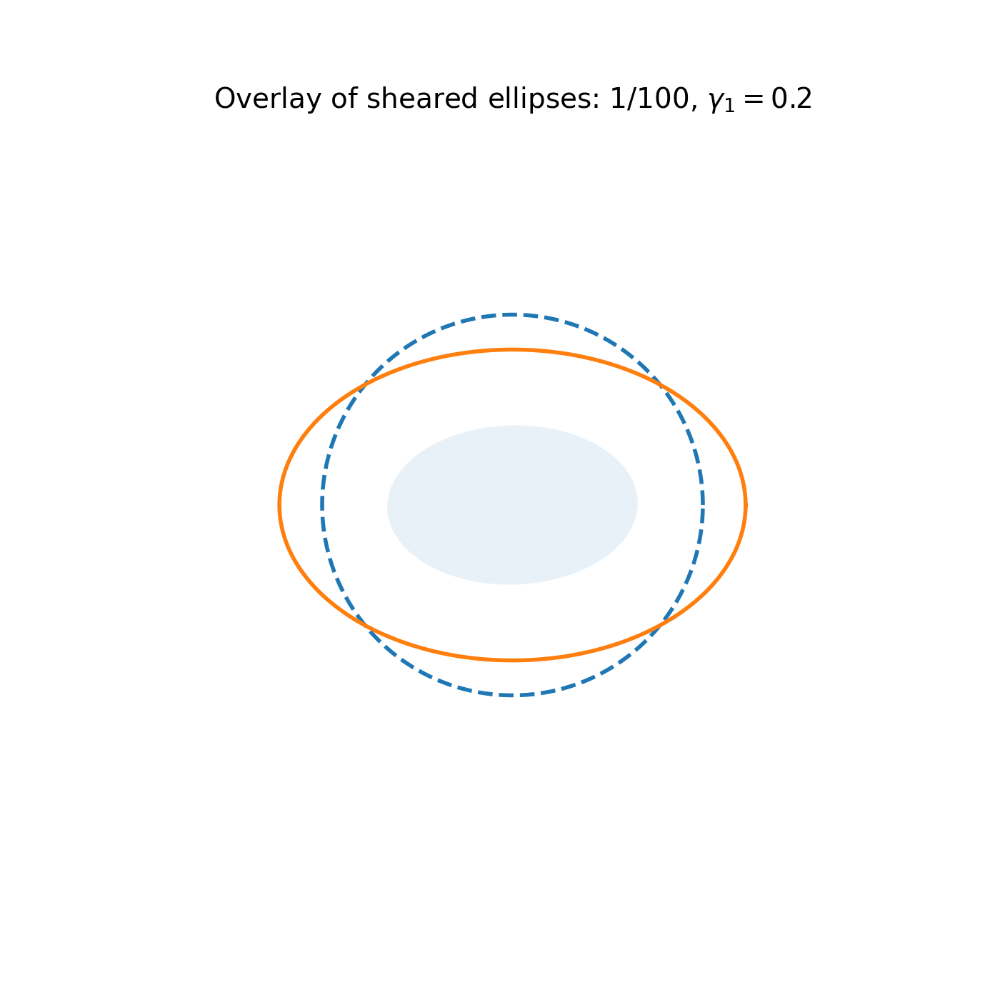 Overlay of sheared ellipses: 1/100, γ₁ = 0.2